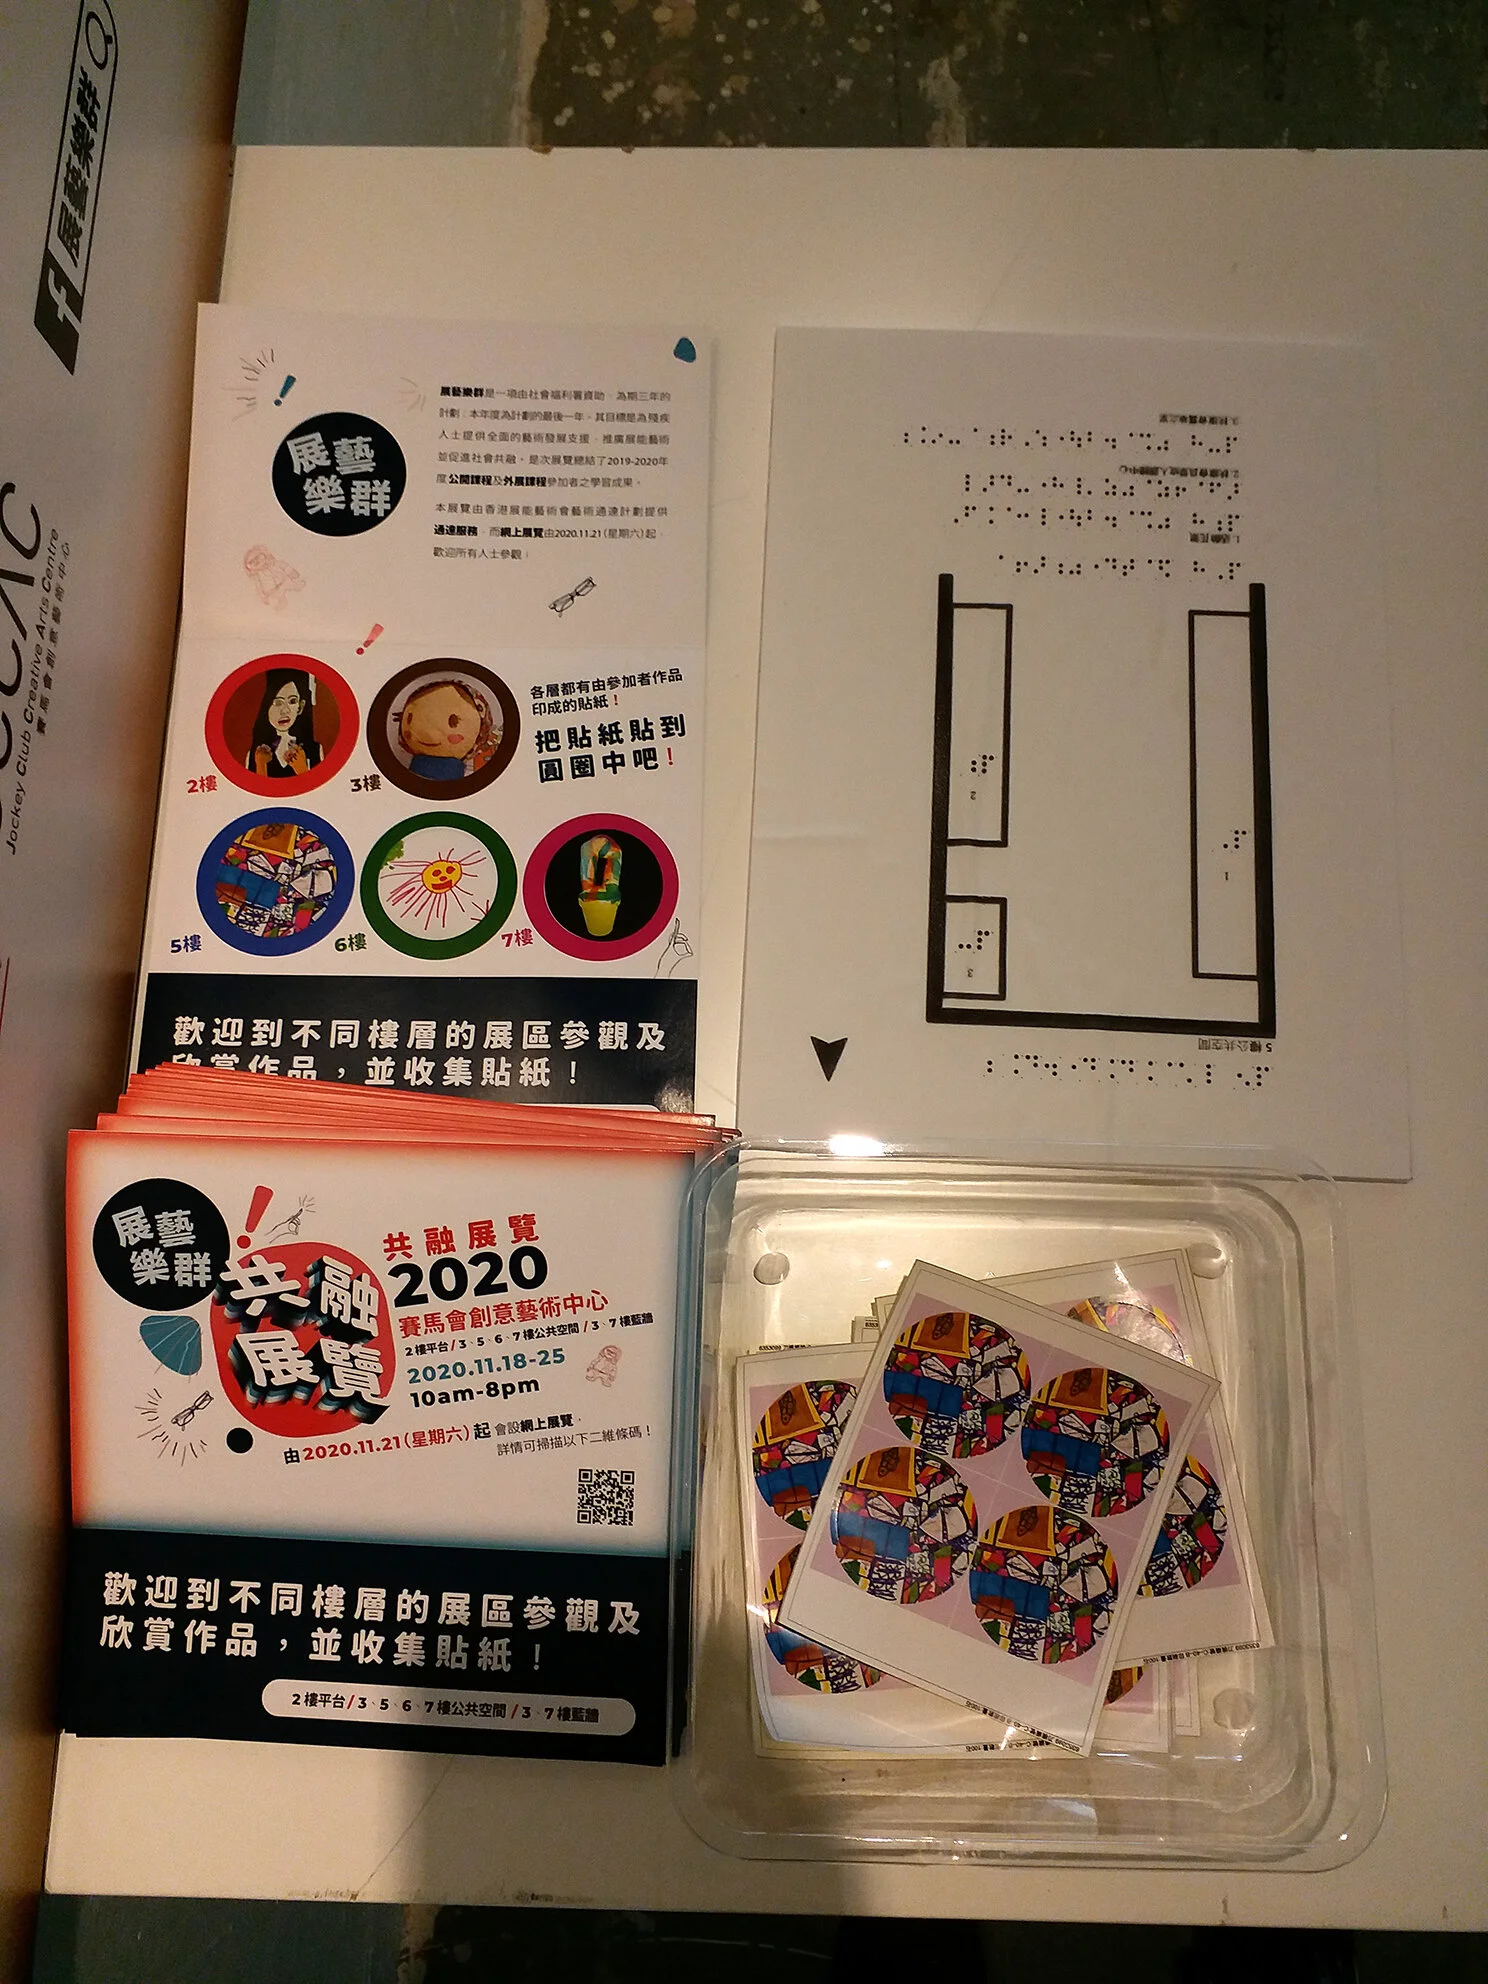 展藝樂群
Jockey Club Creative Arts Centre
賽馬會創意藝術中心
展藝
樂群
展藝樂群是一項由社會福利署資助，為期三年的
計劃；本年度為計劃的最後一年，其目標是為殘疾
人士提供全面的藝術發展支援，推廣展能藝術
並促進社會共融。是次展覽總結了2019-2020年
度公開課程及外展課程參加者之學習成果。
本展覽由香港展能藝術會藝術通達計劃提供
通達服務，而網上展覽由2020.11.21（星期六）起，
歡迎所有人士參觀！
各層都有由參加者作品
印成的貼紙！
把貼紙貼到
圓圈中吧！
2樓
3樓
5樓
6樓
7樓
歡迎到不同樓層的展區參觀及
欣賞作品，並收集貼紙！
展藝
樂群
共融
展覽
共融展覽
2020
賽馬會創意藝術中心
2樓平台/3、5、6、7樓公共空間/3、7樓藍牆
2020.11.18-25
10am-8pm
由2020.11.21（星期六）起會設網上展覽，
詳情可掃描以下二維條碼！
歡迎到不同樓層的展區參觀及
欣賞作品，並收集貼紙！
2樓平台/3、5、6、7樓公共空間/3、7樓藍牆
5樓公共空間
1
2
3